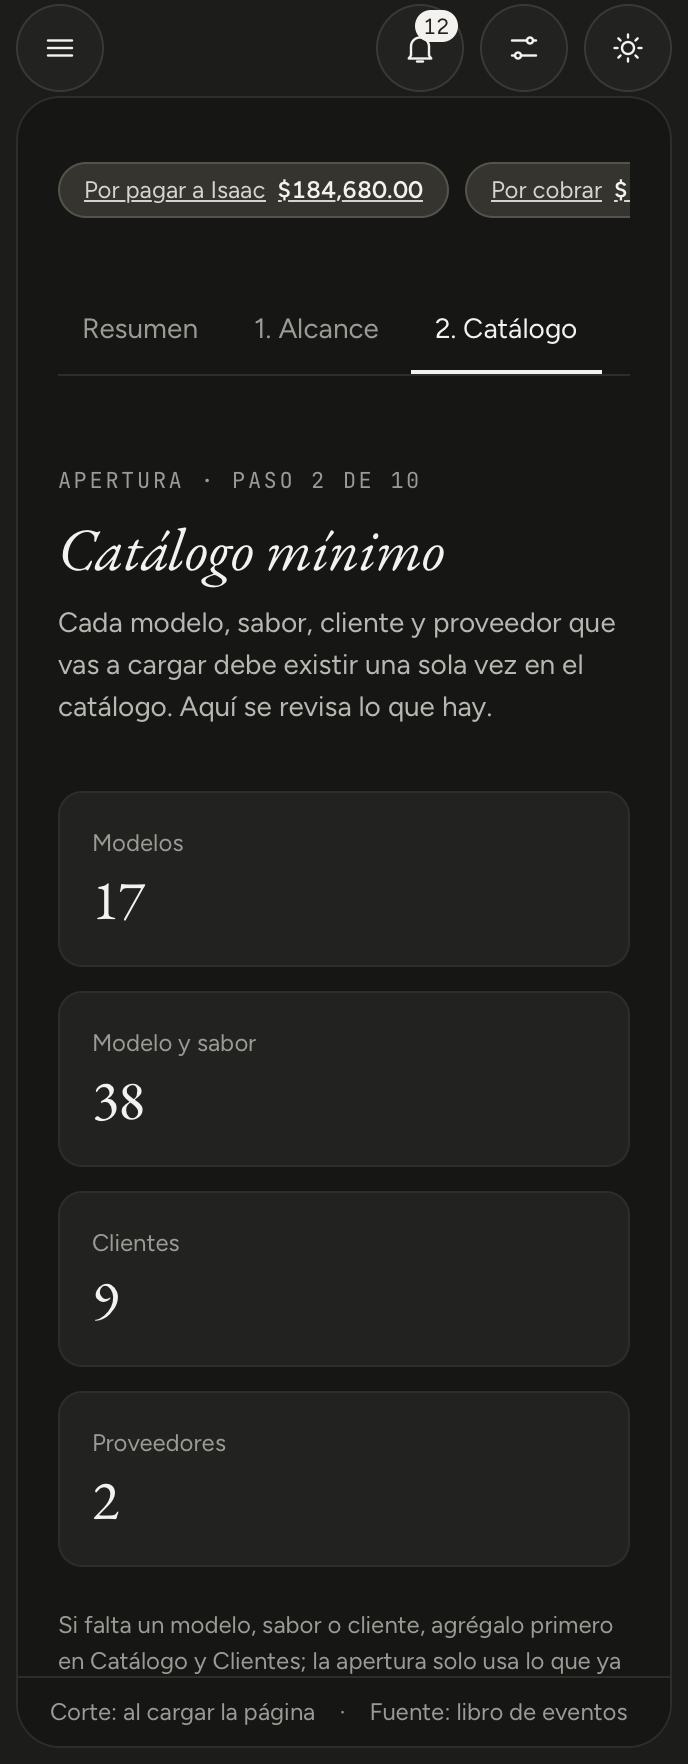 12
Por pagar a Isaac $184,680.00 Por cobrar $
Resumen 1. Alcance 2. Catálogo
APERTURA · PASO 2 DE 10
Catálogo mínimo
Cada modelo, sabor, cliente y proveedor que
vas a cargar debe existir una sola vez en el
catálogo. Aquí se revisa lo que hay.
Modelos
17
Modelo y sabor
38
Clientes
9
Proveedores
2
Si falta un modelo, sabor o cliente, agrégalo primero
en Catálogo y Clientes; la apertura solo usa lo que ya
Corte: al cargar la página · Fuente: libro de eventos